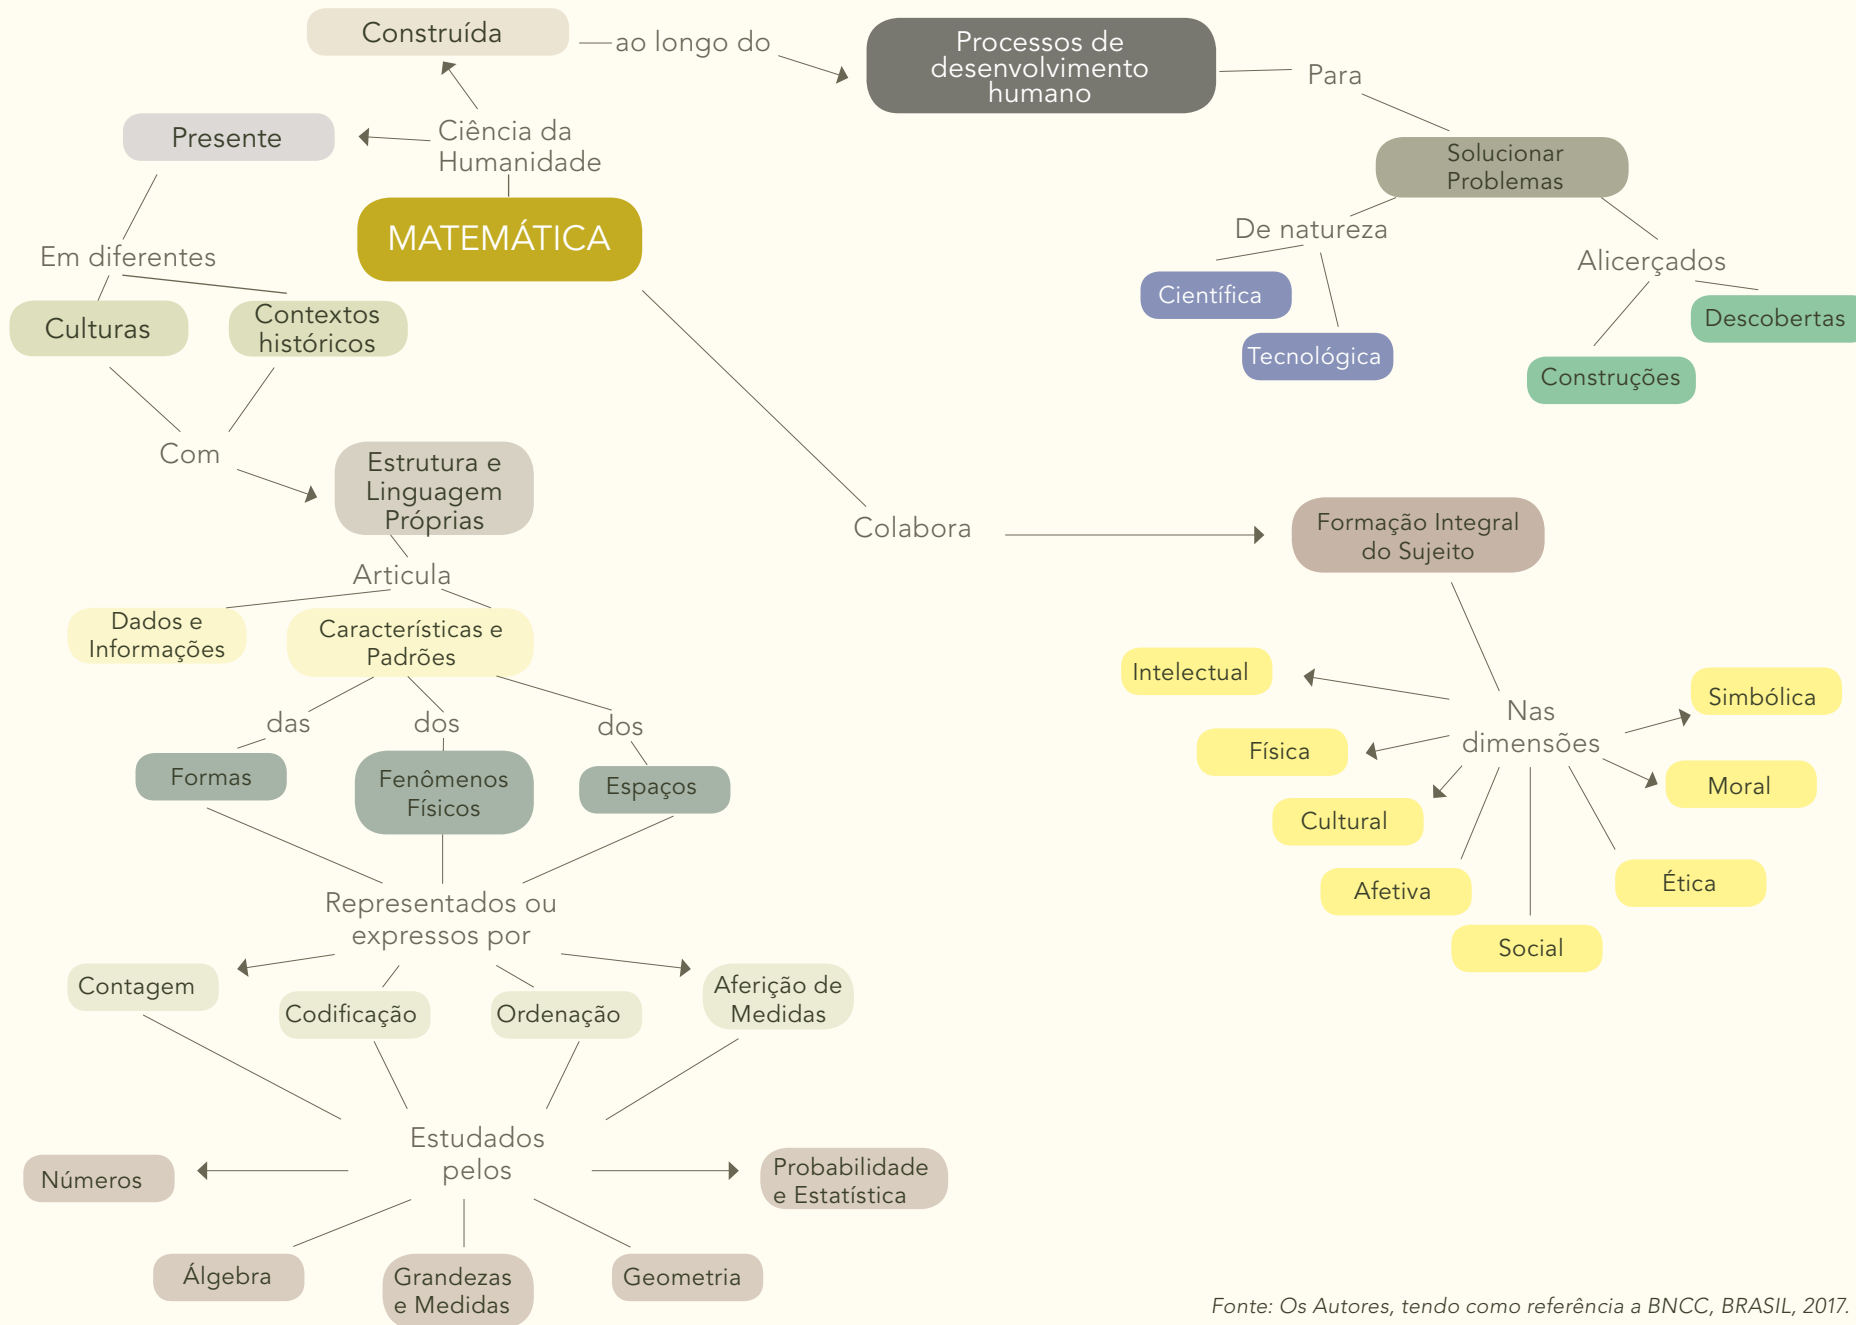 Construída
ao longo do
Processos de
desenvolvimento
humano
Para
Solucionar
Problemas
De natureza
Científica
Tecnológica
Alicerçados
Descobertas
Construções
Ciência da
Humanidade
MATEMÁTICA
Presente
Em diferentes
Culturas
Contextos
históricos
Com
Estrutura e
Linguagem
Próprias
Articula
Dados e
Informações
Características e
Padrões
das
dos
dos
Formas
Fenômenos
Físicos
Espaços
Representados ou
expressos por
Contagem
Codificação
Ordenação
Aferição de
Medidas
Estudados
pelos
Números
Álgebra
Grandezas
e Medidas
Geometria
Probabilidade
e Estatística
Colabora
Formação Integral
do Sujeito
Nas
dimensões
Intelectual
Física
Cultural
Afetiva
Social
Ética
Moral
Simbólica
Fonte: Os Autores, tendo como referência a BNCC, BRASIL, 2017.